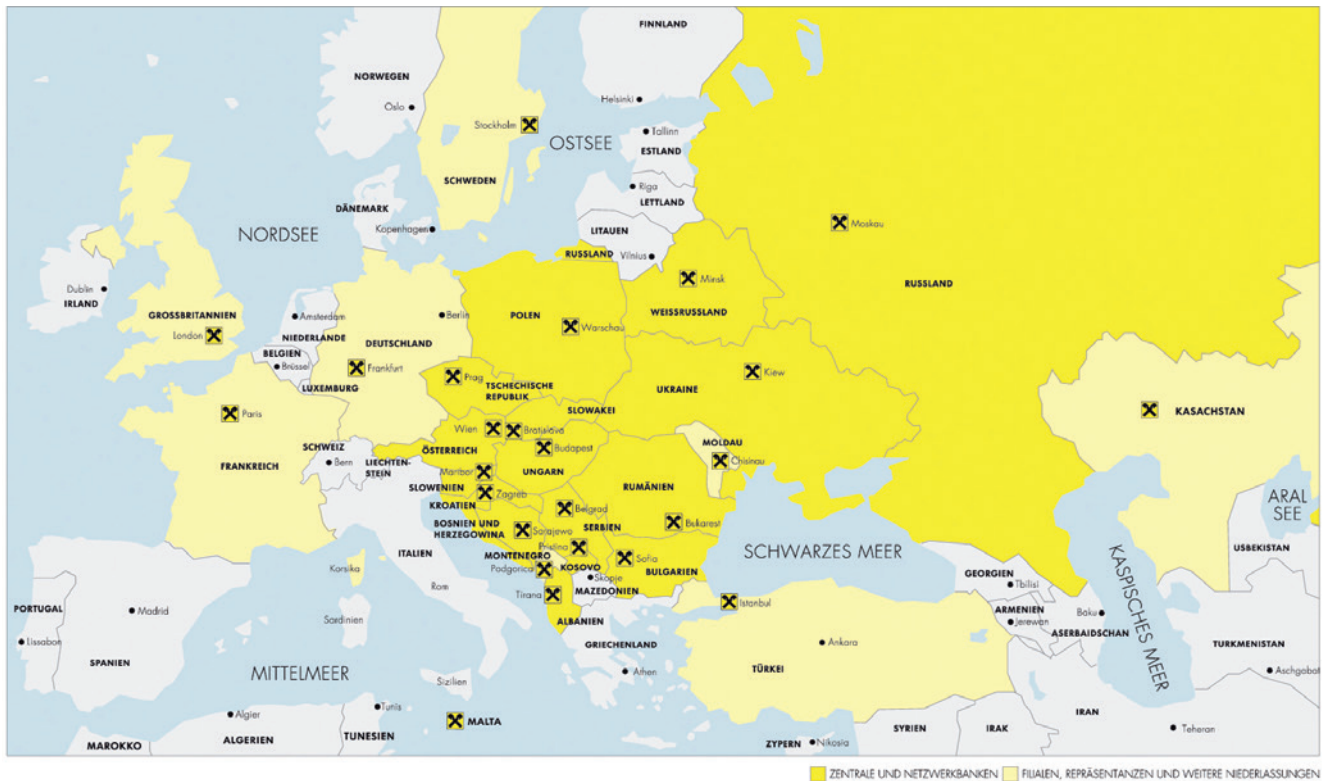 FINNLAND
NORWEGEN
Oslo
Helsinki
Stockholm
OSTSEE
Tallinn
ESTLAND
SCHWEDEN
Riga
LETTLAND
DÄNEMARK
Kopenhagen
NORDSEE
LITAUEN
Vilnius
RUSSLAND
Moskau
Minsk
WEISSRUSSLAND
RUSSLAND
Dublin
IRLAND
GROSSBRITANNIEN
London
Amsterdam
NIEDERLANDE
BELGIEN
Brüssel
LUXEMBURG
Berlin
DEUTSCHLAND
Frankfurt
POLEN
Warschau
Prag
TSCHECHISCHE
REPUBLIK
Kiew
UKRAINE
SLOWAKEI
KASACHSTAN
Paris
FRANKREICH
SCHWEIZ
Bern
LIECHTEN-
STEIN
Wien
Bratislava
ÖSTERREICH
Budapest
UNGARN
MOLDAU
Chisinau
Maribor
SLOWENIEN
Zagreb
KROATIEN
RUMÄNIEN
Belgrad
SERBIEN
Bukarest
BOSNIEN UND
HERZEGOWINA
Sarajewo
Pristina
MONTENEGRO
KOSOVO
Podgorica
Sofia
BULGARIEN
Skopje
MAZEDONIEN
Tirana
ALBANIEN
ITALIEN
Rom
Korsika
Sardinien
SCHWARZES MEER
KASPISCHES MEER
ARAL
SEE
USBEKISTAN
GEORGIEN
Tbilisi
ARMENIEN
Jerewan
Baku
ASERBAIDSCHAN
TURKMENISTAN
Aschgabat
PORTUGAL
Lissabon
Madrid
SPANIEN
MITTELMEER
Sizilien
GRIECHENLAND
Athen
Istanbul
Ankara
TÜRKEI
MALTA
Tunis
TUNESIEN
Algier
ALGERIEN
MAROKKO
ZYPERN
Nikosia
SYRIEN
IRAK
IRAN
Teheran
ZENTRALE UND NETZWERKBANKEN
FILIALEN, REPRÄSENTANZEN UND WEITERE NIEDERLASSUNGEN